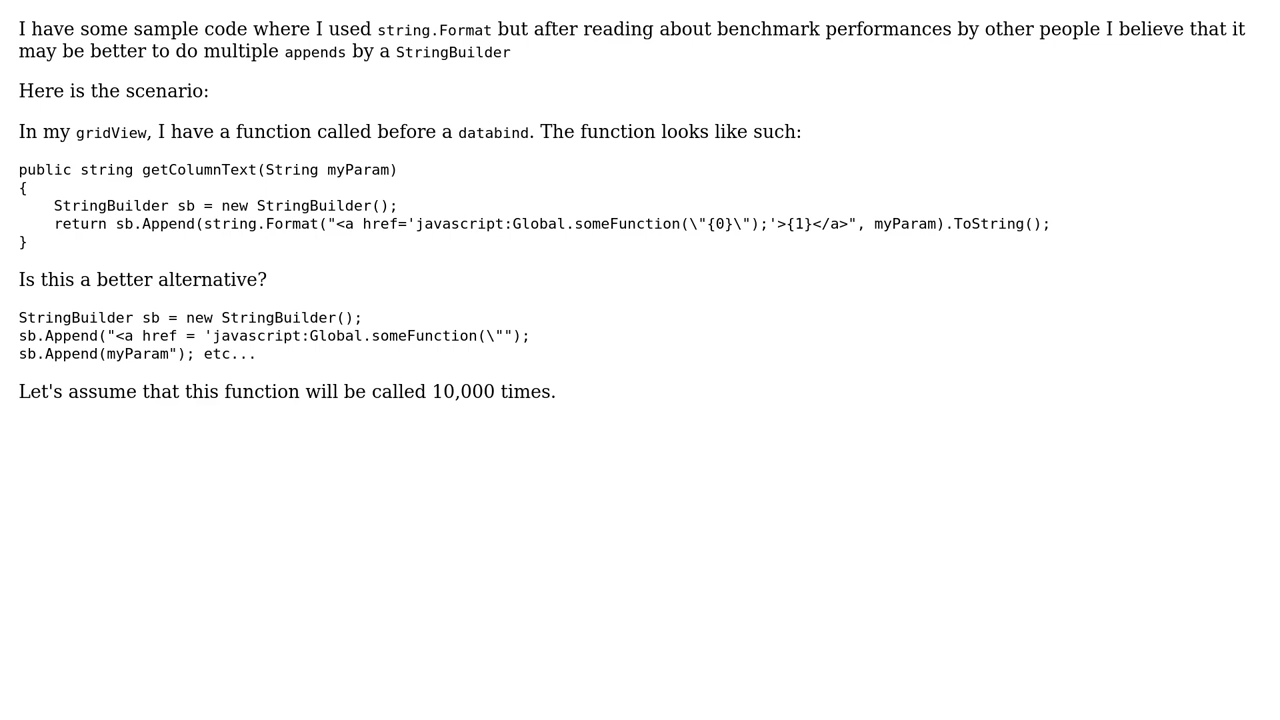 I have some sample code where I used string.Format but after reading about benchmark performances by other people I believe that it
may be better to do multiple appends by a StringBuilder
Here is the scenario:
In my gridView, I have a function called before a databind. The function looks like such:
public string getColumnText(String myParam)
{
    StringBuilder sb = new StringBuilder();
    return sb.Append(string.Format("<a href='javascript:Global.someFunction(\"{0}\");'>{1}</a>", myParam).ToString();
}
Is this a better alternative?
StringBuilder sb = new StringBuilder();
sb.Append("<a href = 'javascript:Global.someFunction(\"");
sb.Append(myParam"); etc...
Let's assume that this function will be called 10,000 times.